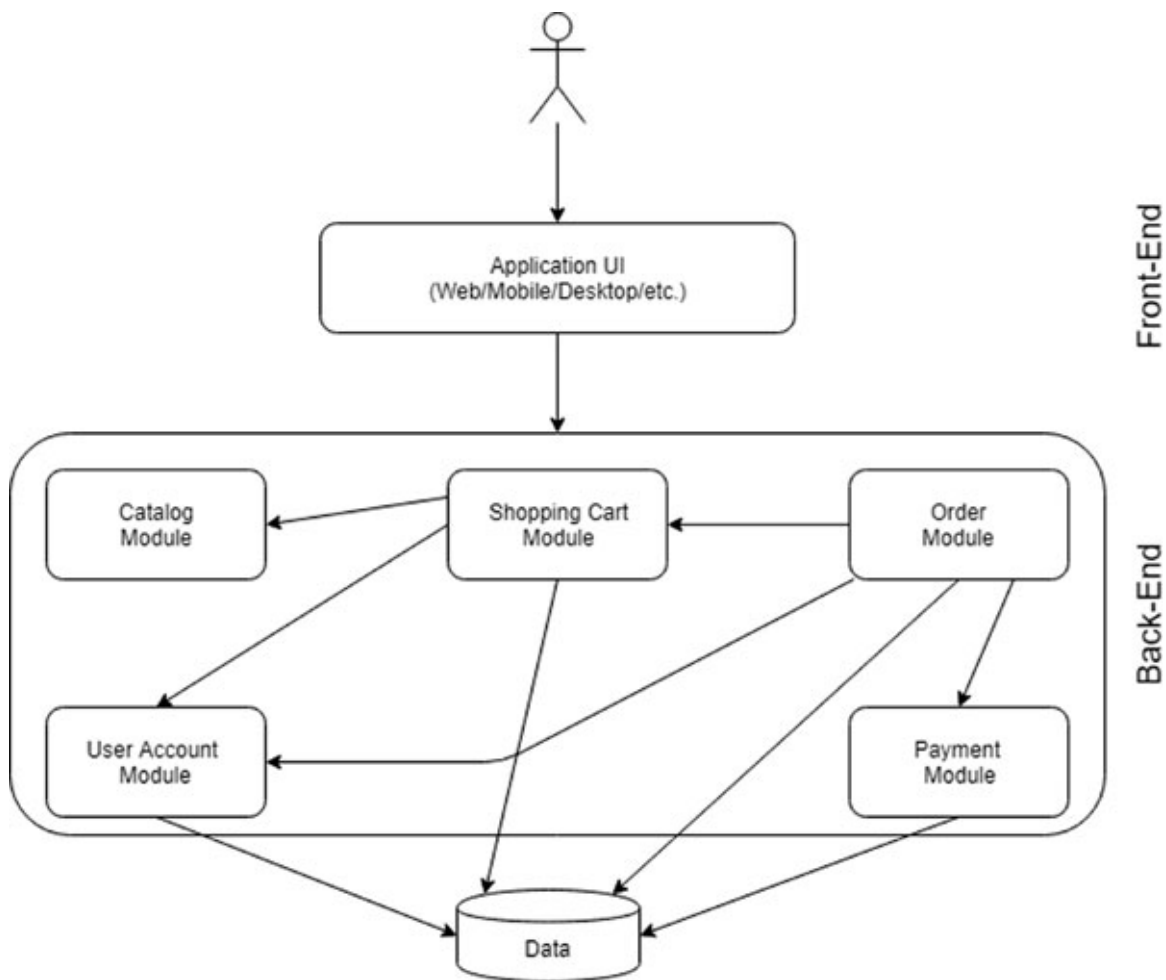 Application UI
(Web/Mobile/Desktop/etc.)
Front-End
Catalog
Module
Shopping Cart
Module
Order
Module
Back-End
User Account
Module
Payment
Module
Data